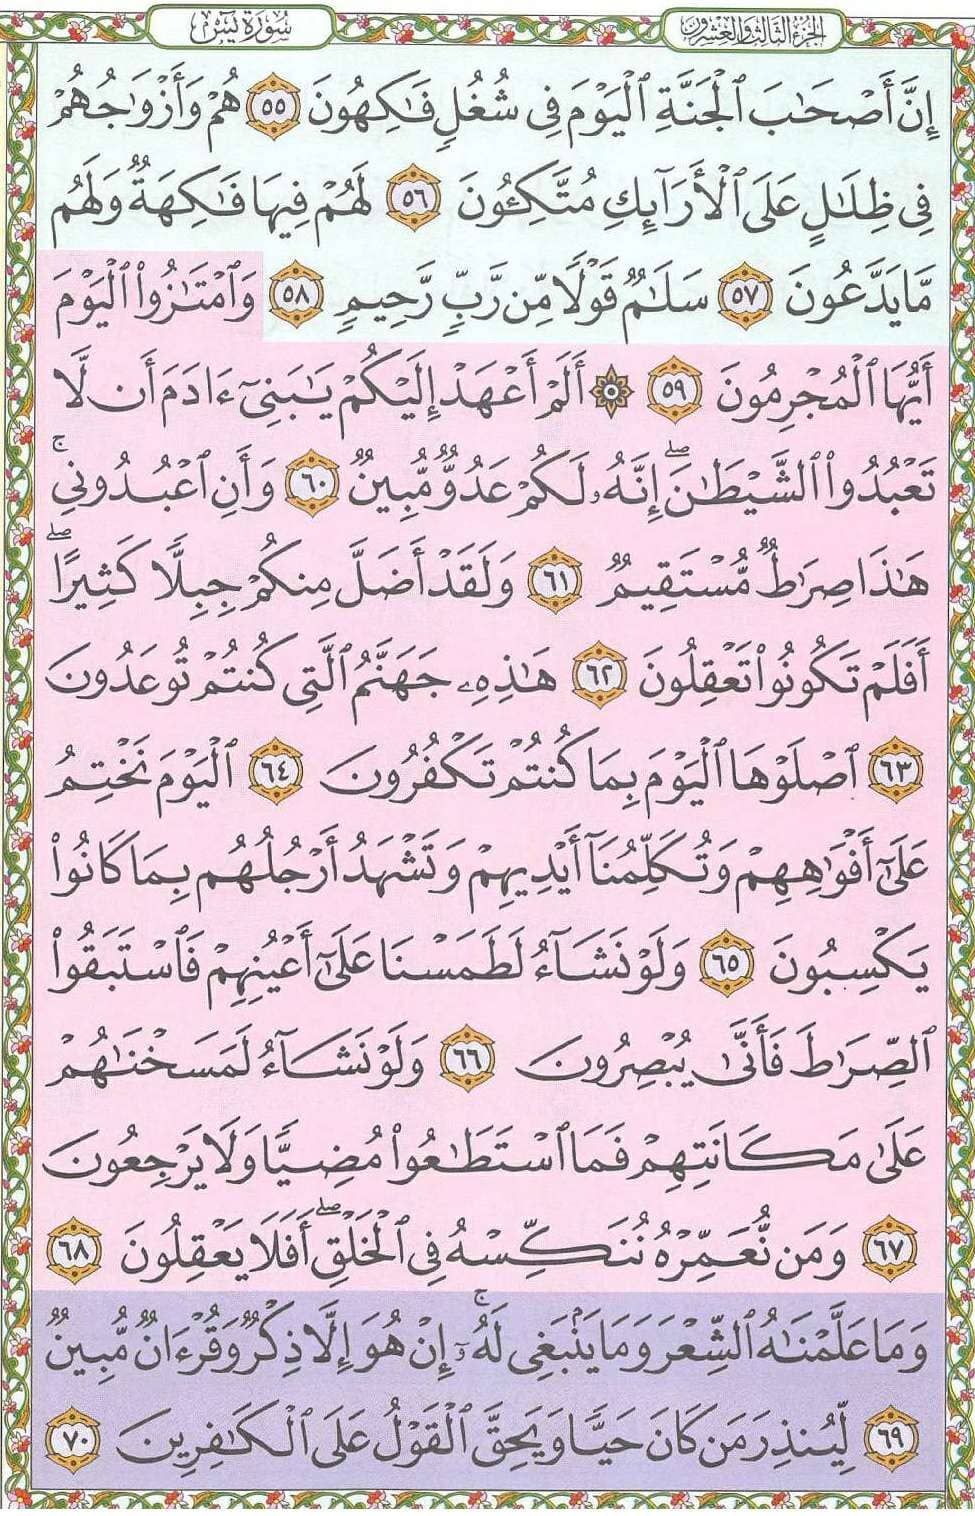 الجزء الثالث والعشرون
سورة يس
إِنَّ أَصْحَٰبَ ٱلْجَنَّةِ ٱلْيَوْمَ فِى شُغُلٍ فَٰكِهُونَ ٥٥ هُمْ وَأَزْوَٰجُهُمْ
فِى ظِلَٰلٍ عَلَى ٱلْأَرَآئِكِ مُتَّكِـُٔونَ ٥٦ لَهُمْ فِيهَا فَٰكِهَةٌ وَلَهُم
مَّا يَدَّعُونَ ٥٧ سَلَٰمٌ قَوْلًا مِّن رَّبٍّ رَّحِيمٍ ٥٨ وَٱمْتَٰزُوا۟ ٱلْيَوْمَ
أَيُّهَا ٱلْمُجْرِمُونَ ٥٩ ۞ أَلَمْ أَعْهَدْ إِلَيْكُمْ يَٰبَنِىٓ ءَادَمَ أَن لَّا
تَعْبُدُوا۟ ٱلشَّيْطَٰنَ ۖ إِنَّهُۥ لَكُمْ عَدُوٌّ مُّبِينٌ ٦٠ وَأَنِ ٱعْبُدُونِى ۚ
هَٰذَا صِرَٰطٌ مُّسْتَقِيمٌ ٦١ وَلَقَدْ أَضَلَّ مِنكُمْ جِبِلًّا كَثِيرًا ۖ
أَفَلَمْ تَكُونُوا۟ تَعْقِلُونَ ٦٢ هَٰذِهِۦ جَهَنَّمُ ٱلَّتِى كُنتُمْ تُوعَدُونَ
٦٣ ٱصْلَوْهَا ٱلْيَوْمَ بِمَا كُنتُمْ تَكْفُرُونَ ٦٤ ٱلْيَوْمَ نَخْتِمُ
عَلَىٰٓ أَفْوَٰهِهِمْ وَتُكَلِّمُنَآ أَيْدِيهِمْ وَتَشْهَدُ أَرْجُلُهُم بِمَا كَانُوا۟
يَكْسِبُونَ ٦٥ وَلَوْ نَشَآءُ لَطَمَسْنَا عَلَىٰٓ أَعْيُنِهِمْ فَٱسْتَبَقُوا۟
ٱلصِّرَٰطَ فَأَنَّىٰ يُبْصِرُونَ ٦٦ وَلَوْ نَشَآءُ لَمَسَخْنَٰهُمْ
عَلَىٰ مَكَانَتِهِمْ فَمَا ٱسْتَطَٰعُوا۟ مُضِيًّا وَلَا يَرْجِعُونَ
٦٧ وَمَن نُّعَمِّرْهُ نُنَكِّسْهُ فِى ٱلْخَلْقِ ۖ أَفَلَا يَعْقِلُونَ ٦٨
وَمَا عَلَّمْنَٰهُ ٱلشِّعْرَ وَمَا يَنۢبَغِى لَهُۥٓ ۚ إِنْ هُوَ إِلَّا ذِكْرٌ وَقُرْءَانٌ مُّبِينٌ
٦٩ لِّيُنذِرَ مَن كَانَ حَيًّا وَيَحِقَّ ٱلْقَوْلُ عَلَى ٱلْكَٰفِرِينَ ٧٠